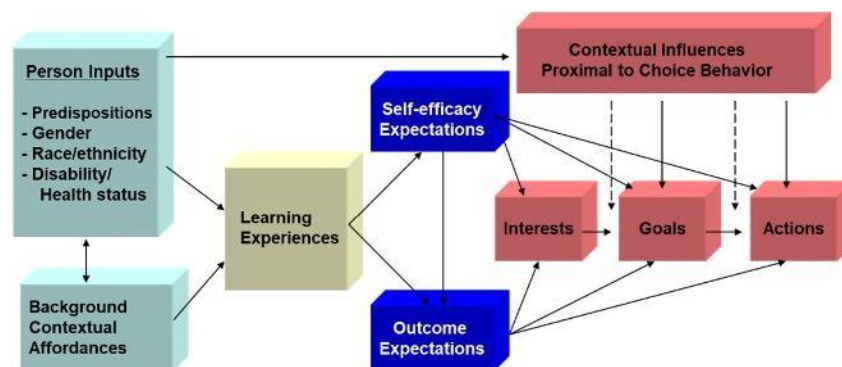 Person Inputs
- Predispositions
- Gender
- Race/ethnicity
- Disability/
Health status
Background
Contextual
Affordances
Learning
Experiences
Self-efficacy
Expectations
Outcome
Expectations
Contextual Influences
Proximal to Choice Behavior
Interests
Goals
Actions